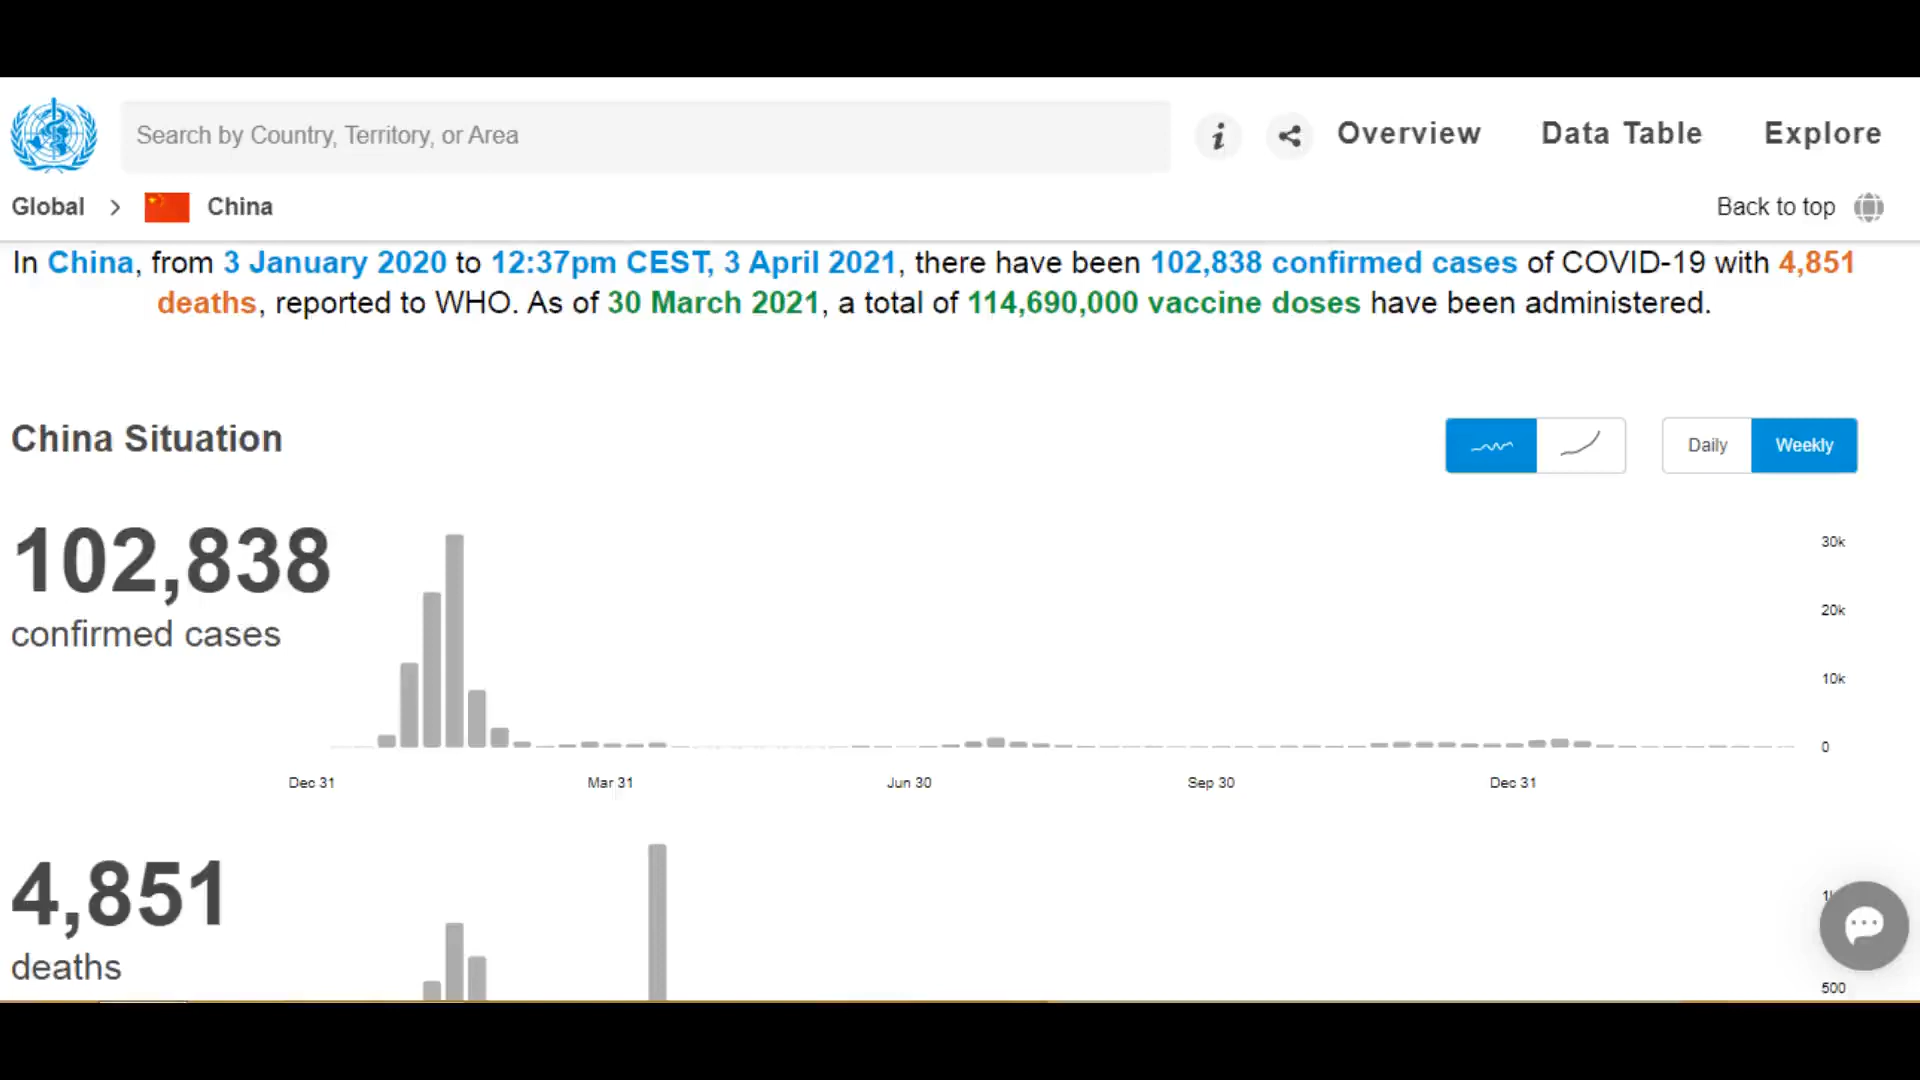 Search by Country, Territory, or Area
i
Overview
Data Table
Explore
Global > China
Back to top
In China, from 3 January 2020 to 12:37pm CEST, 3 April 2021, there have been 102,838 confirmed cases of COVID-19 with 4,851
deaths, reported to WHO. As of 30 March 2021, a total of 114,690,000 vaccine doses have been administered.
China Situation
Daily
Weekly
102,838
confirmed cases
30k
20k
10k
0
Dec 31
Mar 31
Jun 30
Sep 30
Dec 31
4,851
deaths
500